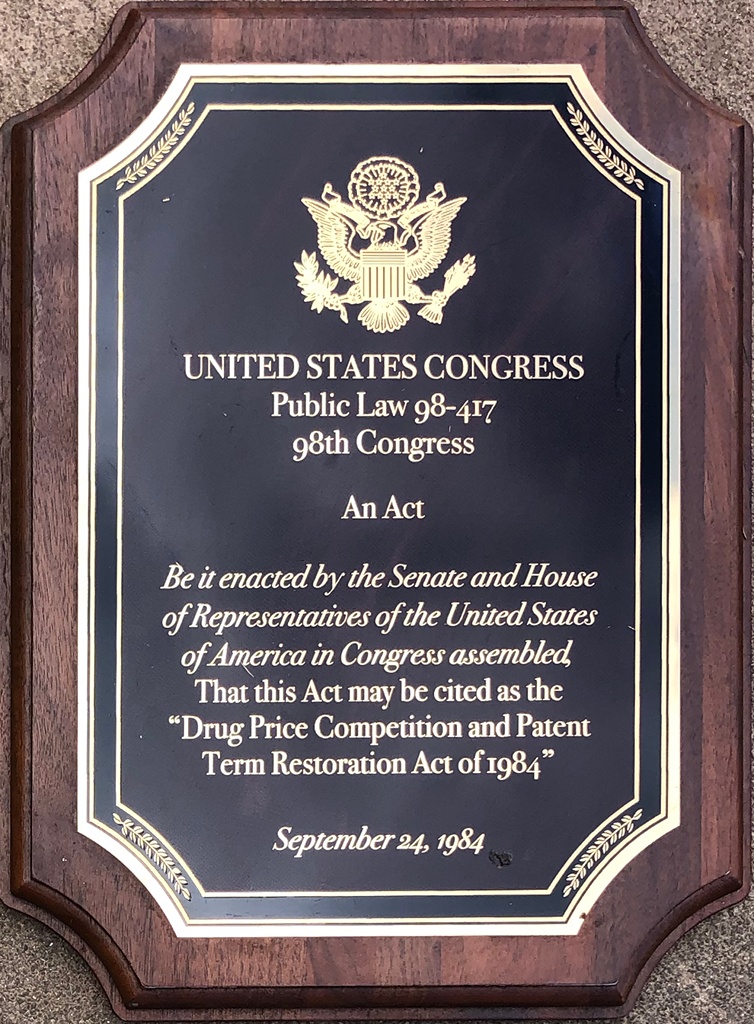 UNITED STATES CONGRESS
Public Law 98-417
98th Congress
An Act
Be it enacted by the Senate and House
of Representatives of the United States
of America in Congress assembled,
That this Act may be cited as the
“Drug Price Competition and Patent
Term Restoration Act of 1984”
September 24, 1984